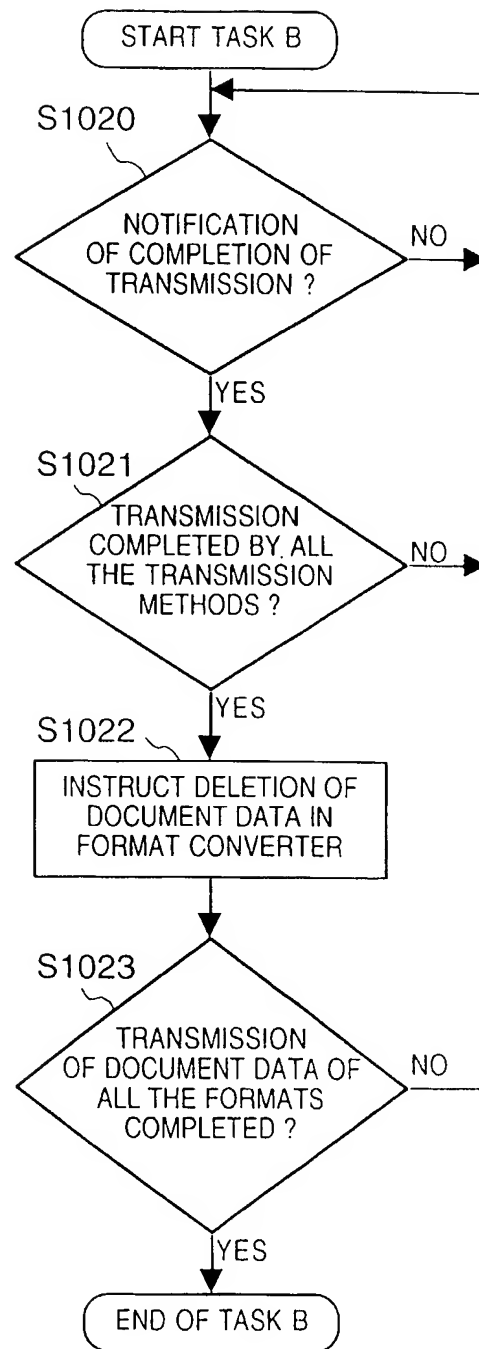 START TASK B
S1020
NOTIFICATION
OF COMPLETION OF
TRANSMISSION ?
NO
YES
S1021
TRANSMISSION
COMPLETED BY ALL
THE TRANSMISSION
METHODS ?
NO
YES
S1022
INSTRUCT DELETION OF
DOCUMENT DATA IN
FORMAT CONVERTER
S1023
TRANSMISSION
OF DOCUMENT DATA OF
ALL THE FORMATS
COMPLETED ?
NO
YES
END OF TASK B